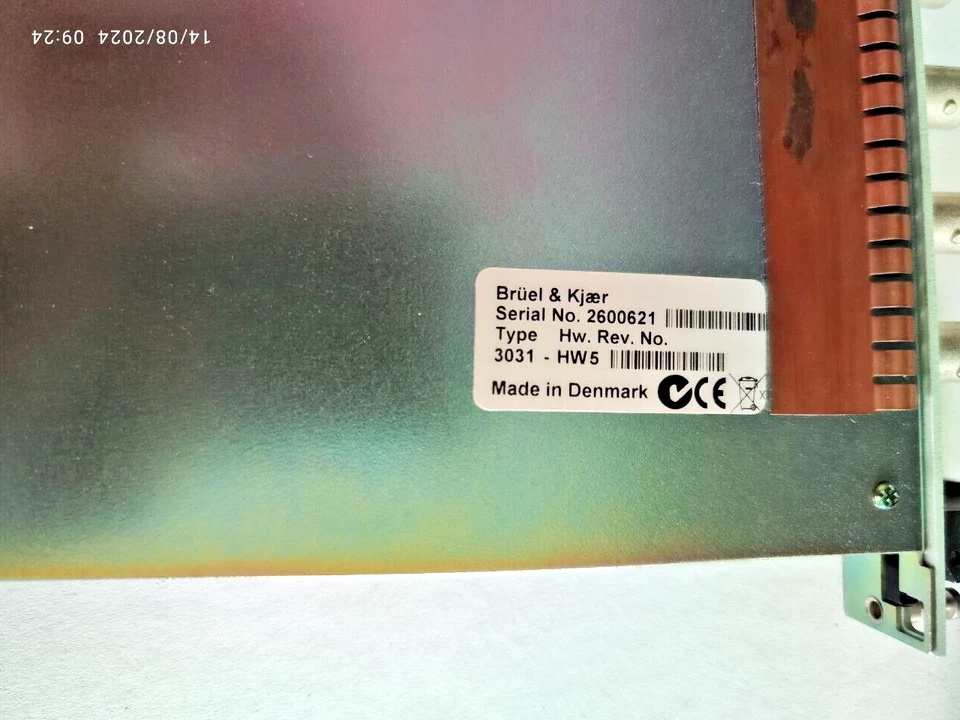 14/08/2024 09:24
Brüel & Kjær
Serial No. 2600621
Type Hw. Rev. No.
3031 - HW5
Made in Denmark CE